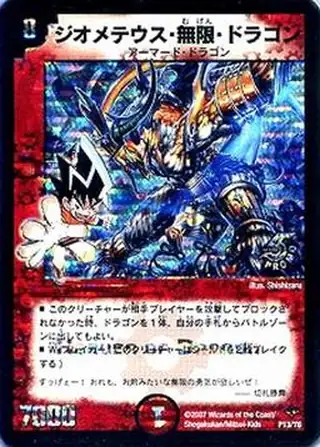 8
ジオメテウス・無限・ドラゴン
アーマード・ドラゴン
illus. Shishizaru
■ このクリーチャーが相手プレイヤーを攻撃してブロックさ
れなかった時、ドラゴンを1体、自分の手札からバトルゾー
ンに出してもよい。
すっげェー! おれも、お前みたいな無限の勇気が欲しいぜ!
切札勝舞
7000
©2007 Wizards of the Coast/
Shogakukan/Mitsui-Kids
P13/Y6